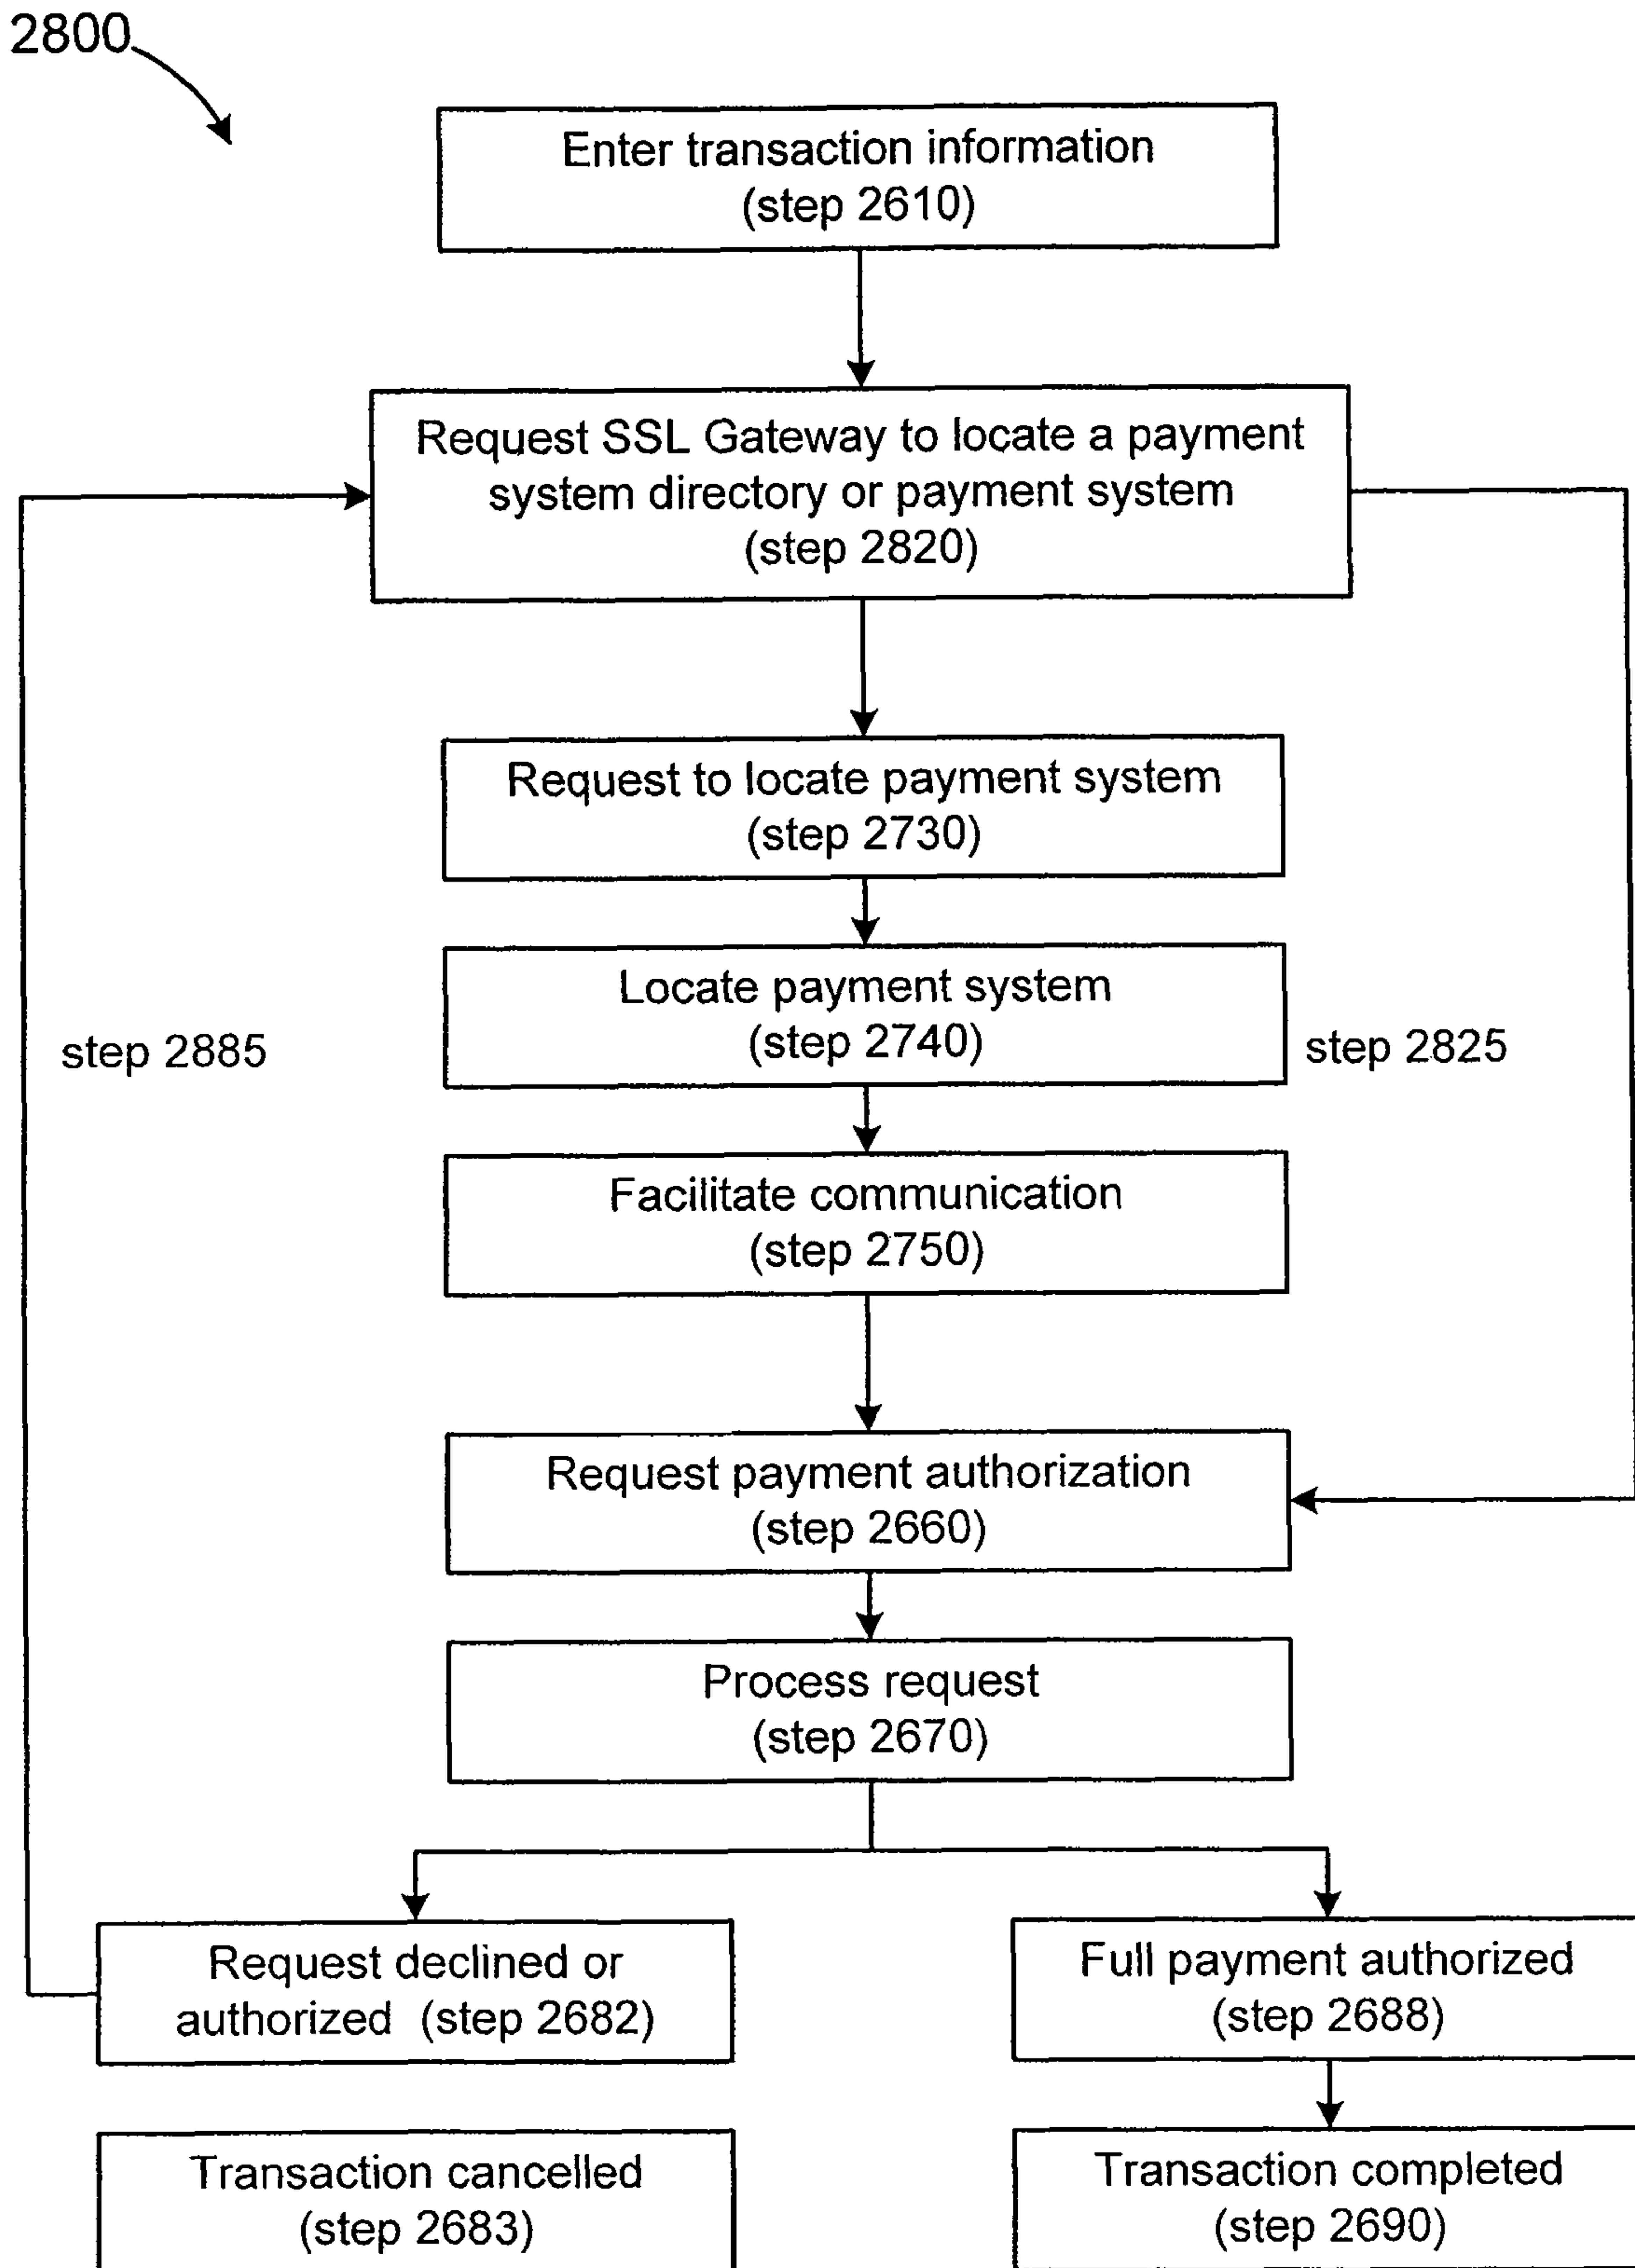 2800
Enter transaction information
(step 2610)
Request SSL Gateway to locate a payment
system directory or payment system
(step 2820)
Request to locate payment system
(step 2730)
Locate payment system
(step 2740)
step 2885
step 2825
Facilitate communication
(step 2750)
Request payment authorization
(step 2660)
Process request
(step 2670)
Request declined or
authorized (step 2682)
Full payment authorized
(step 2688)
Transaction cancelled
(step 2683)
Transaction completed
(step 2690)